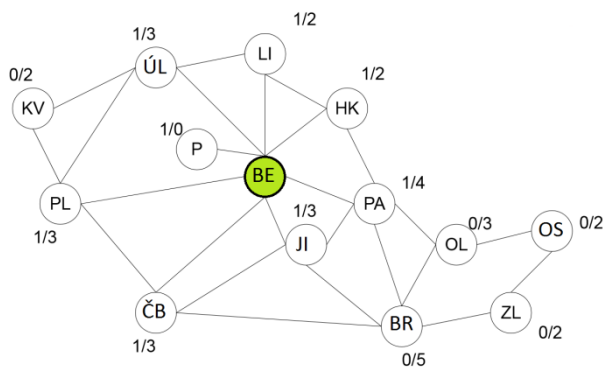 1/2
1/3
LI
ÚL
0/2
1/2
KV
HK
1/0
P
BE
1/4
PL
PA
1/3
1/3
0/3
0/2
JI
OL
OS
ČB
BR
ZL
1/3
0/5
0/2